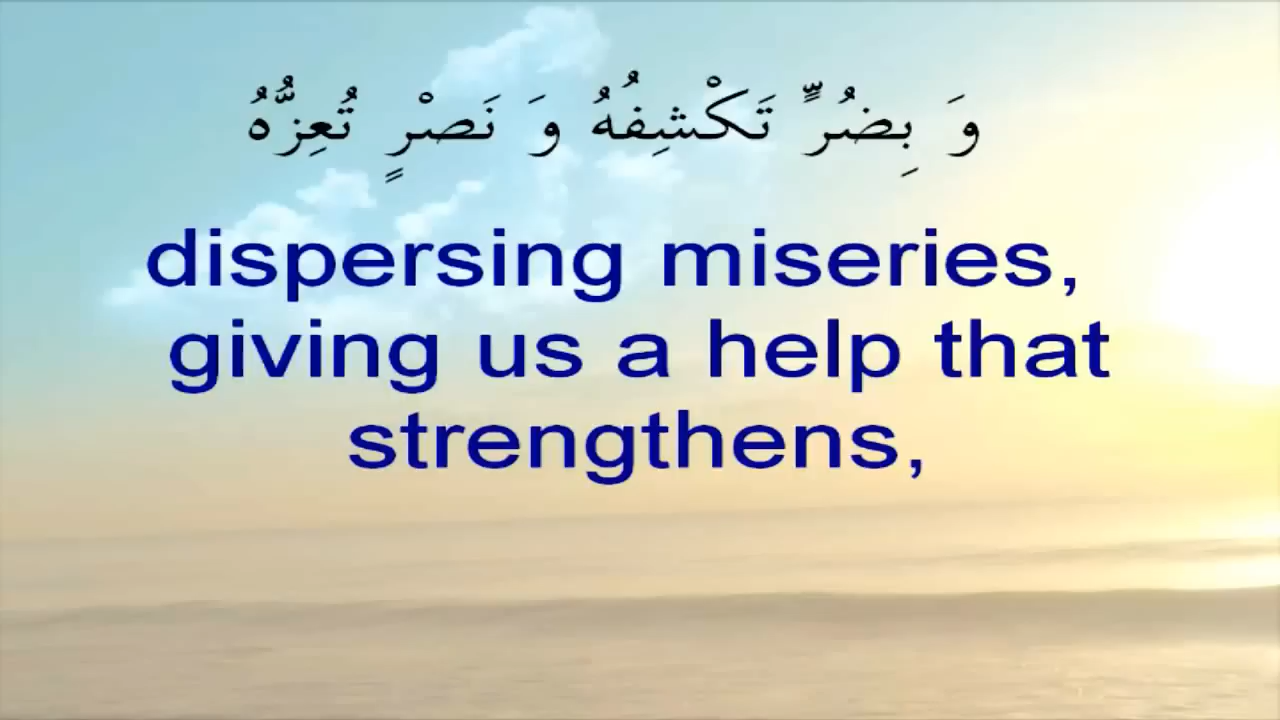 وَ بِضُرٍّ تَكْشِفُهُ وَ نَصْرٍ تُعِزُّهُ
dispersing miseries,
giving us a help that
strengthens,